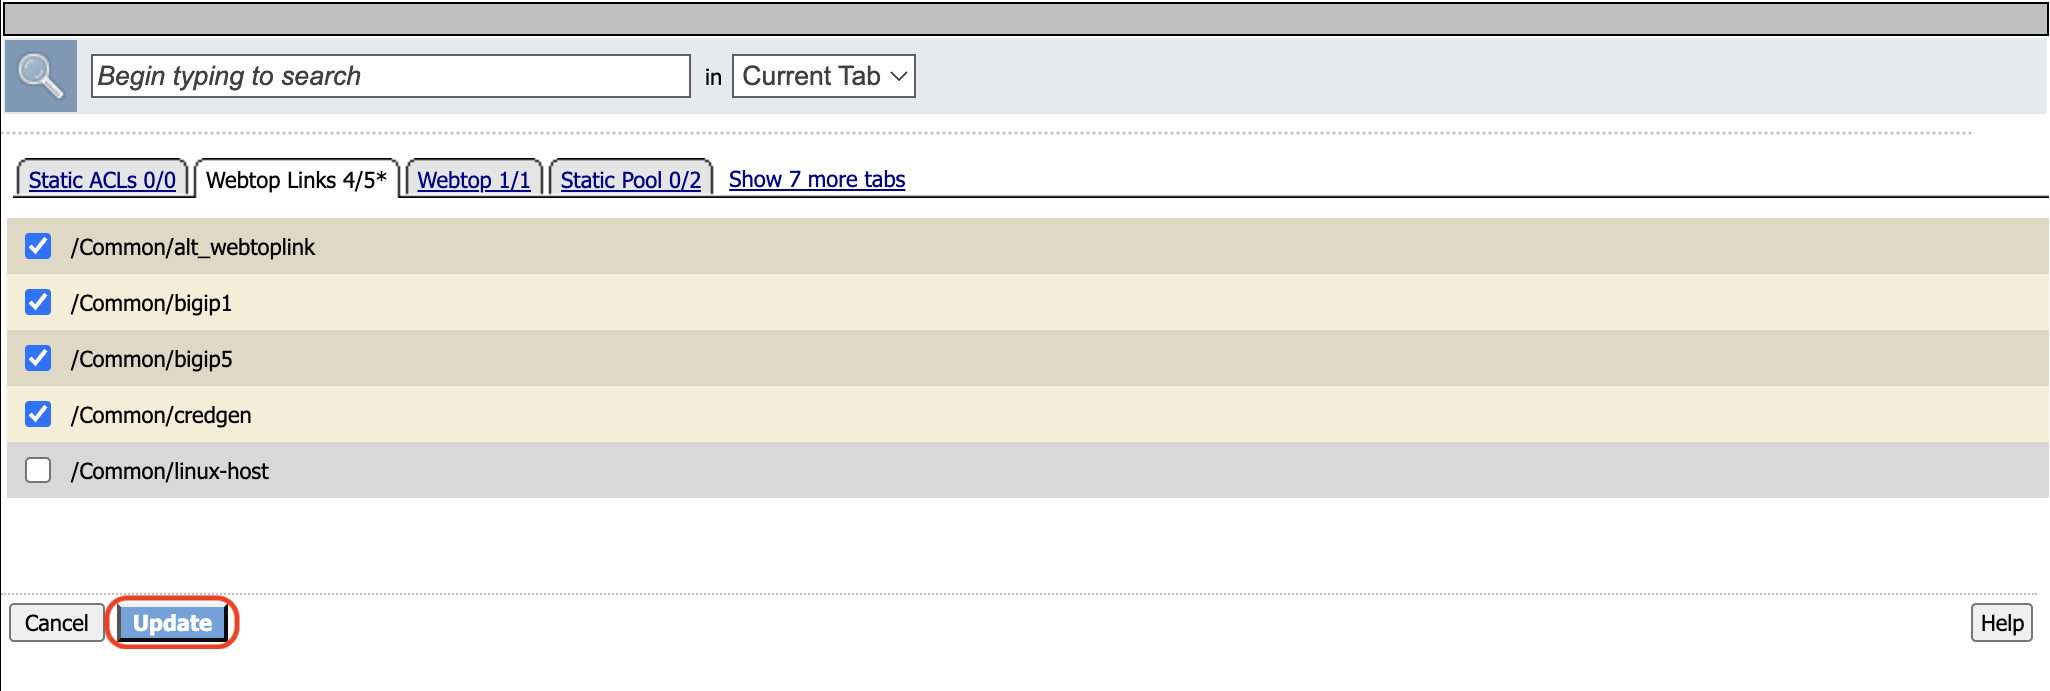 Begin typing to search in Current Tab
Static ACLs 0/0 Webtop Links 4/5* Webtop 1/1 Static Pool 0/2 Show 7 more tabs
/Common/alt_webtoplink
/Common/bigip1
/Common/bigip5
/Common/credgen
/Common/linux-host
Cancel Update Help